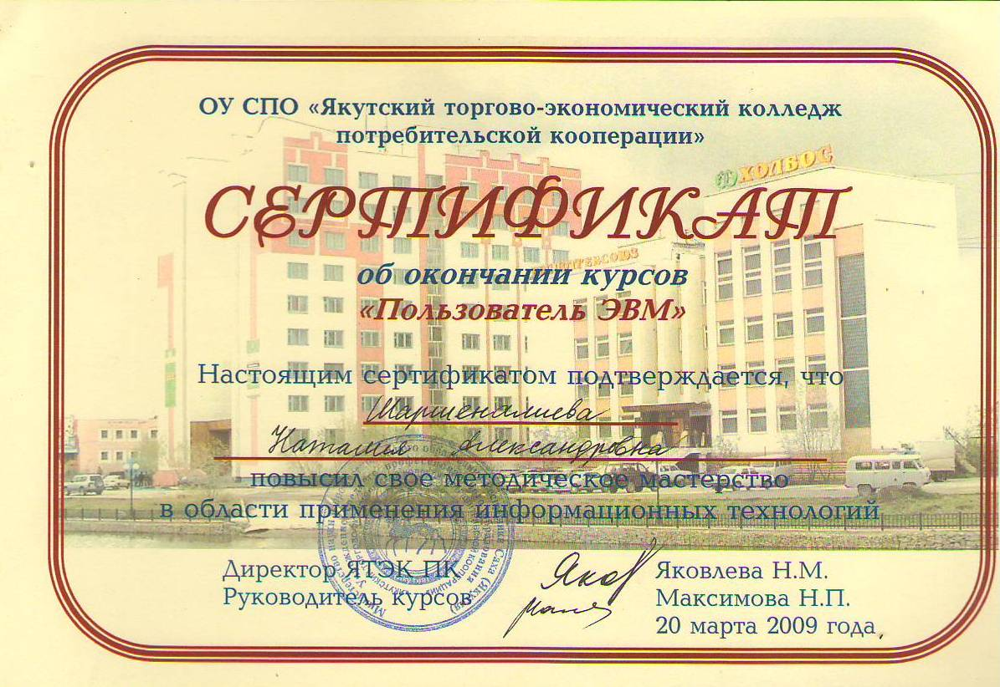 ОУ СПО «Якутский торгово-экономический колледж
потребительской кооперации»
ХОЛБОС
СЕРТИФИКАТ
об окончании курсов
«Пользователь ЭВМ»
Настоящим сертификатом подтверждается, что
Маршеналиева
Наталья Александровна
повысил свое методическое мастерство
в области применения информационных технологий
Директор ЯТЭК ПК Яковлева Н.М.
Руководитель курсов Максимова Н.П.
20 марта 2009 года